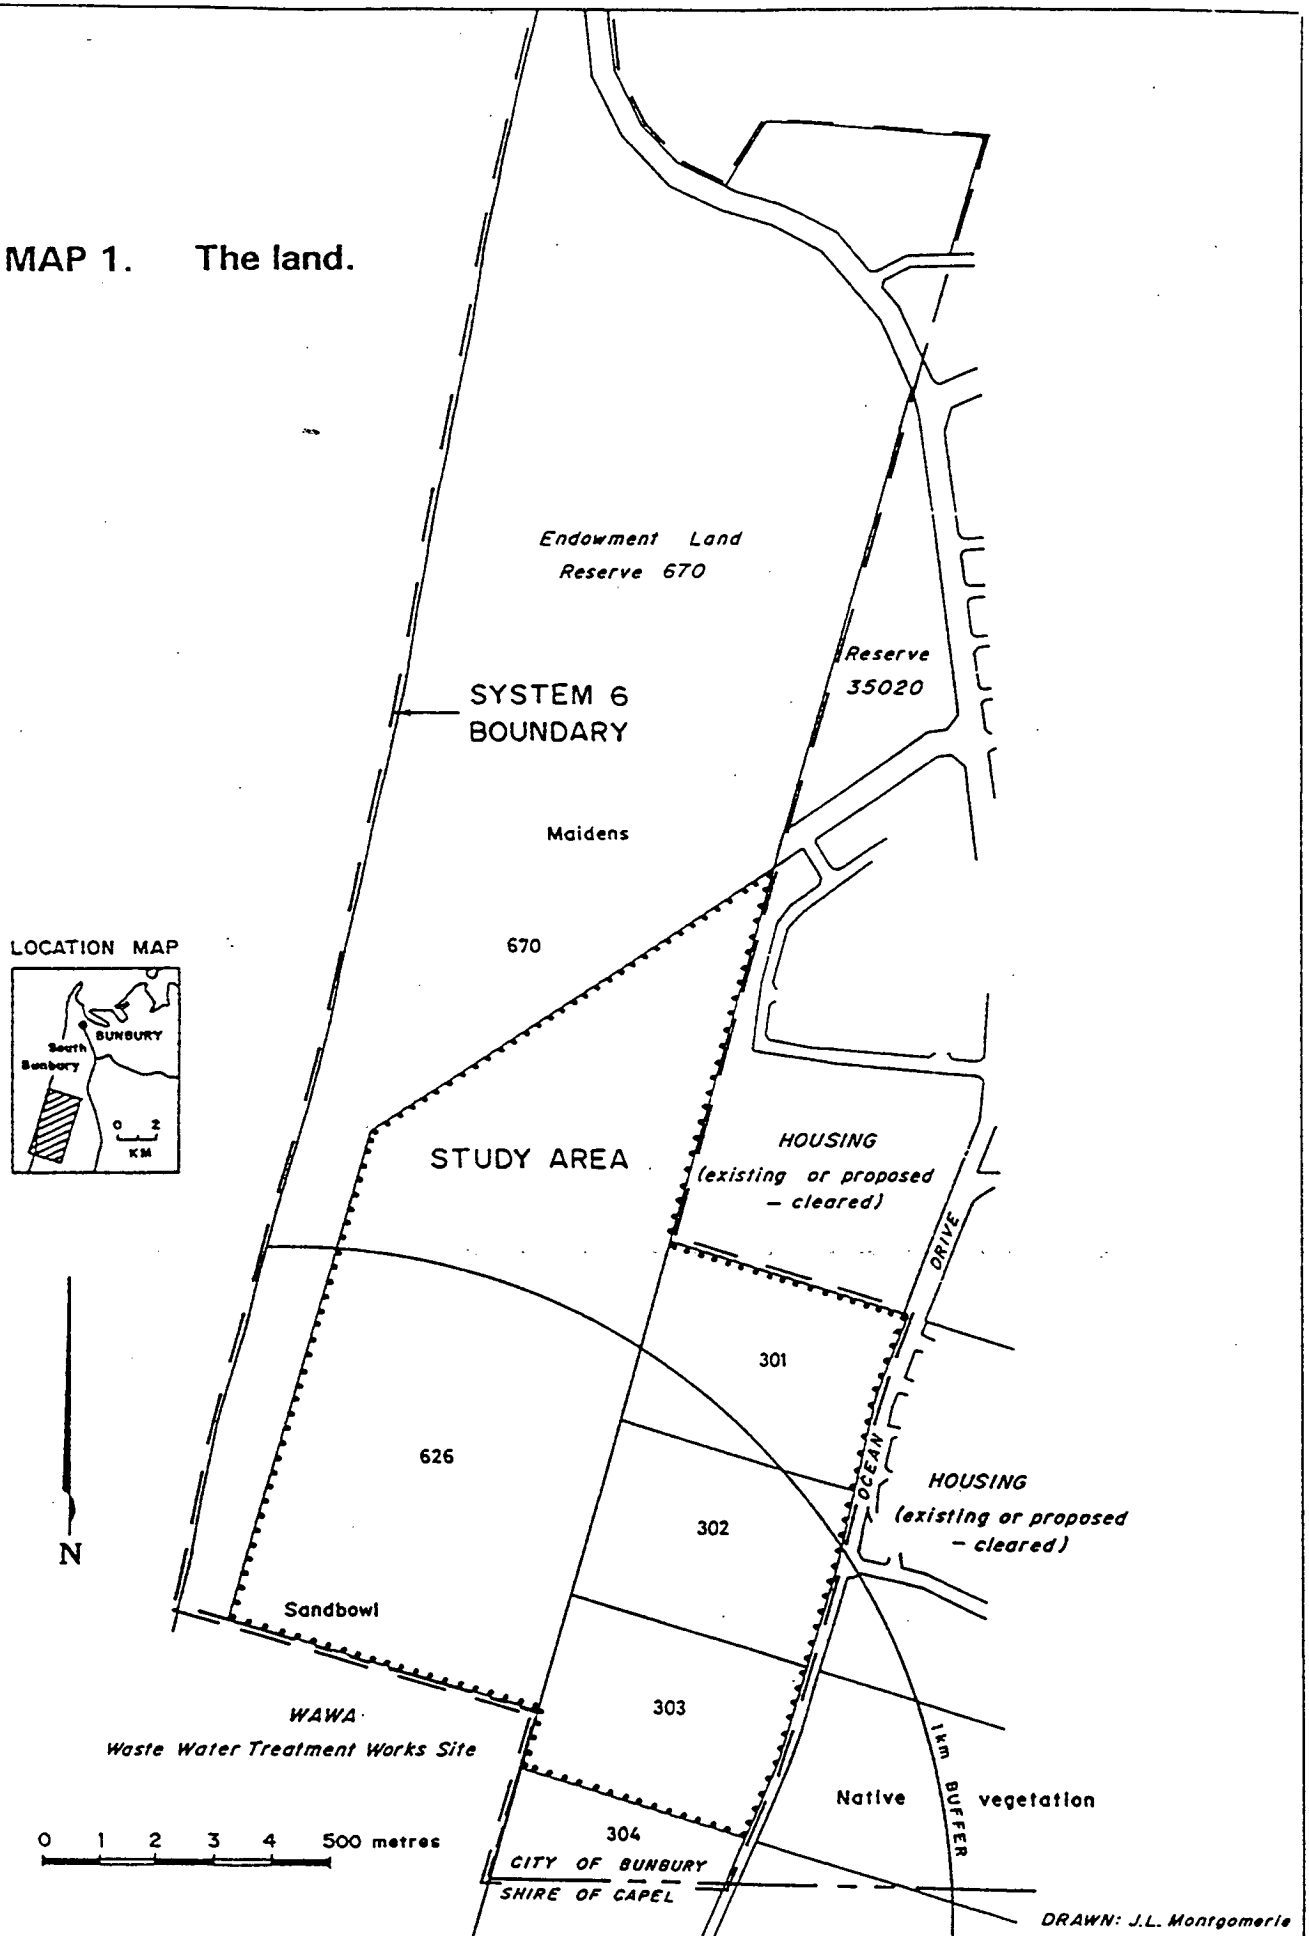 MAP 1. The land.
Endowment Land
Reserve 670
Reserve
35020
SYSTEM 6
BOUNDARY
Maidens
670
LOCATION MAP
BUNBURY
South
Bunbury
0 2
KM
STUDY AREA
HOUSING
(existing or proposed
– cleared)
OCEAN DRIVE
301
626
302
HOUSING
(existing or proposed
– cleared)
N
Sandbowl
303
WAWA
Waste Water Treatment Works Site
1km BUFFER
Native vegetation
0 1 2 3 4 500 metres
304
CITY OF BUNBURY
SHIRE OF CAPEL
DRAWN: J.L. Montgomerie